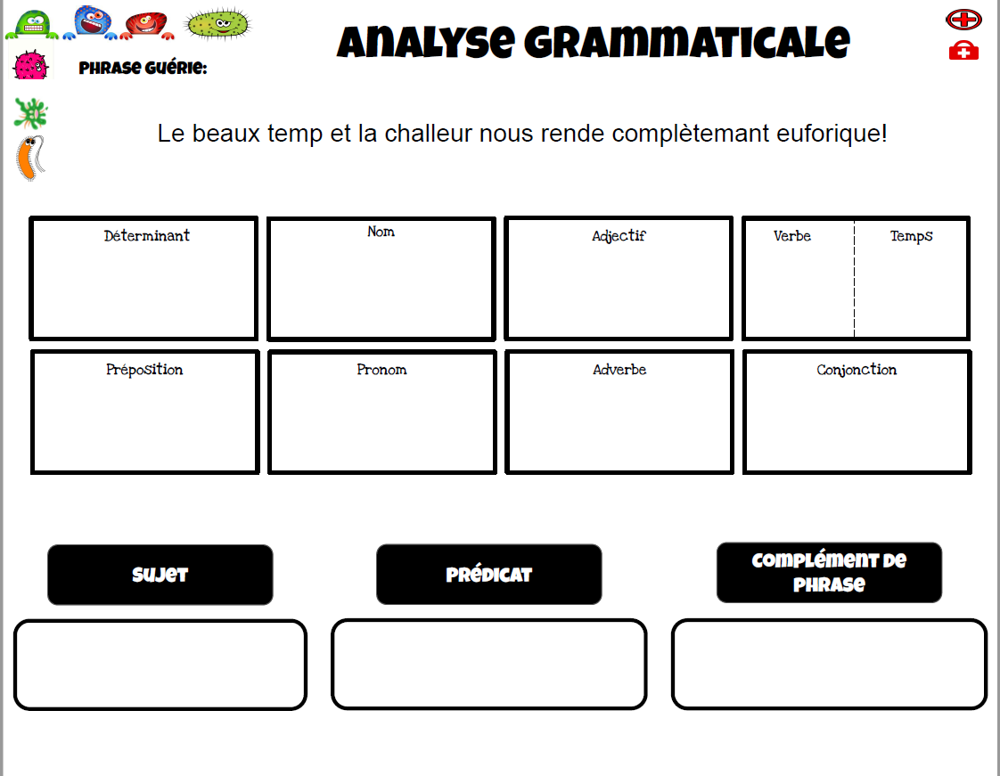 Analyse grammaticale
Phrase guérie:
Le beaux temp et la challeur nous rende complètemant euforique!
Déterminant
Nom
Adjectif
Verbe
Temps
Préposition
Pronom
Adverbe
Conjonction
Sujet
Prédicat
Complément de
phrase